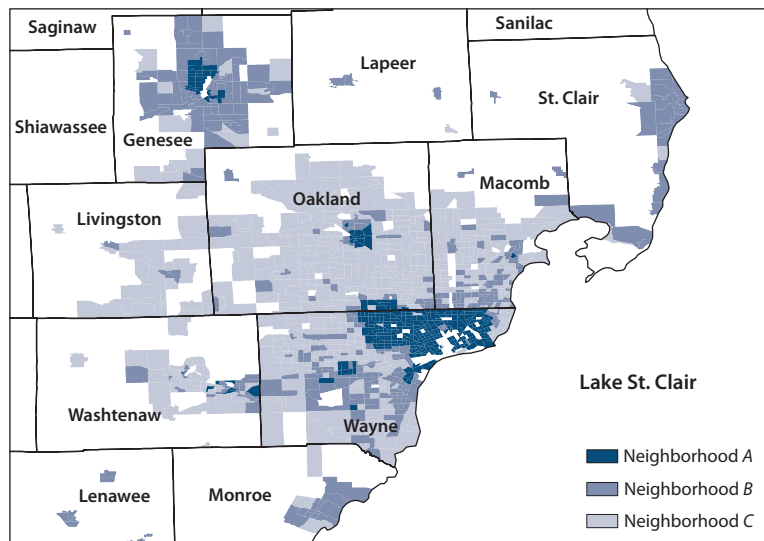 Saginaw
Sanilac
Lapeer
St. Clair
Shiawassee
Genesee
Macomb
Oakland
Livingston
Lake St. Clair
Washtenaw
Wayne
Neighborhood A
Neighborhood B
Lenawee
Monroe
Neighborhood C